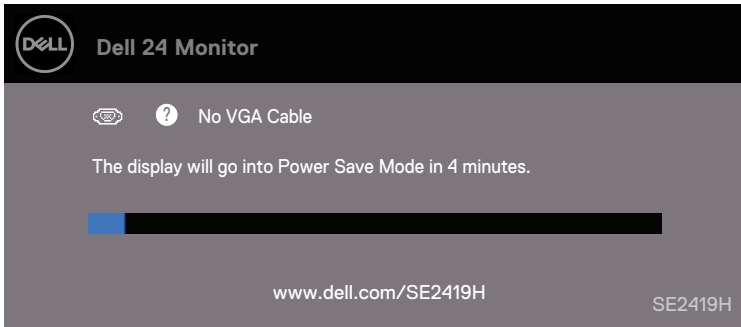 DELL
Dell 24 Monitor
? No VGA Cable
The display will go into Power Save Mode in 4 minutes.
www.dell.com/SE2419H
SE2419H